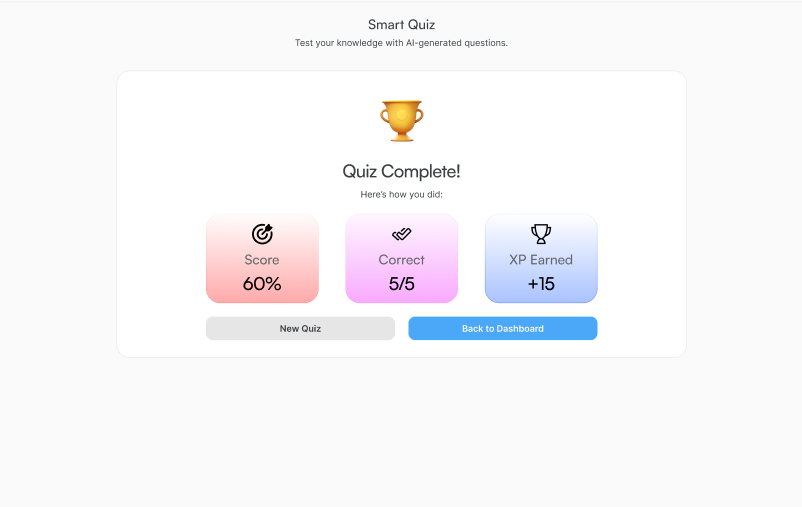 Smart Quiz
Test your knowledge with AI-generated questions.
Quiz Complete!
Here's how you did:
Score
60%
Correct
5/5
XP Earned
+15
New Quiz
Back to Dashboard